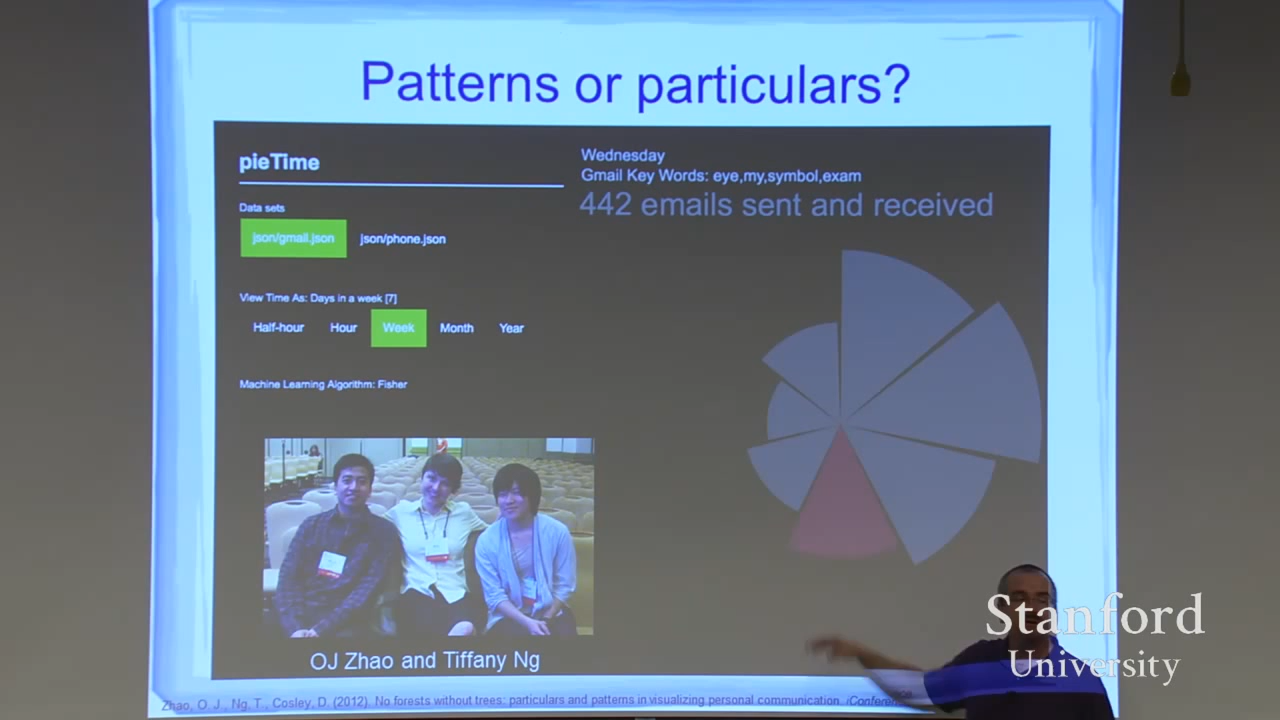 Patterns or particulars?
pieTime
Data sets
json/gmail.json json/phone.json
View Time As: Days in a week [7]
Half-hour Hour Week Month Year
Machine Learning Algorithm: Fisher
Wednesday
Gmail Key Words: eye,my,symbol,exam
442 emails sent and received
OJ Zhao and Tiffany Ng
Zhao, O. J., Ng, T., Cosley, D. (2012). No forests without trees: particulars and patterns in visualizing personal communication.
Stanford
University